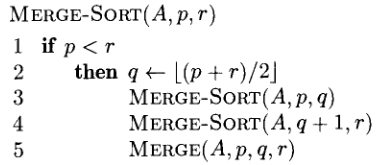 MERGE-SORT(A, p, r)
1 if p < r
2 then q ← ⌊(p + r)/2⌋
3 MERGE-SORT(A, p, q)
4 MERGE-SORT(A, q + 1, r)
5 MERGE(A, p, q, r)